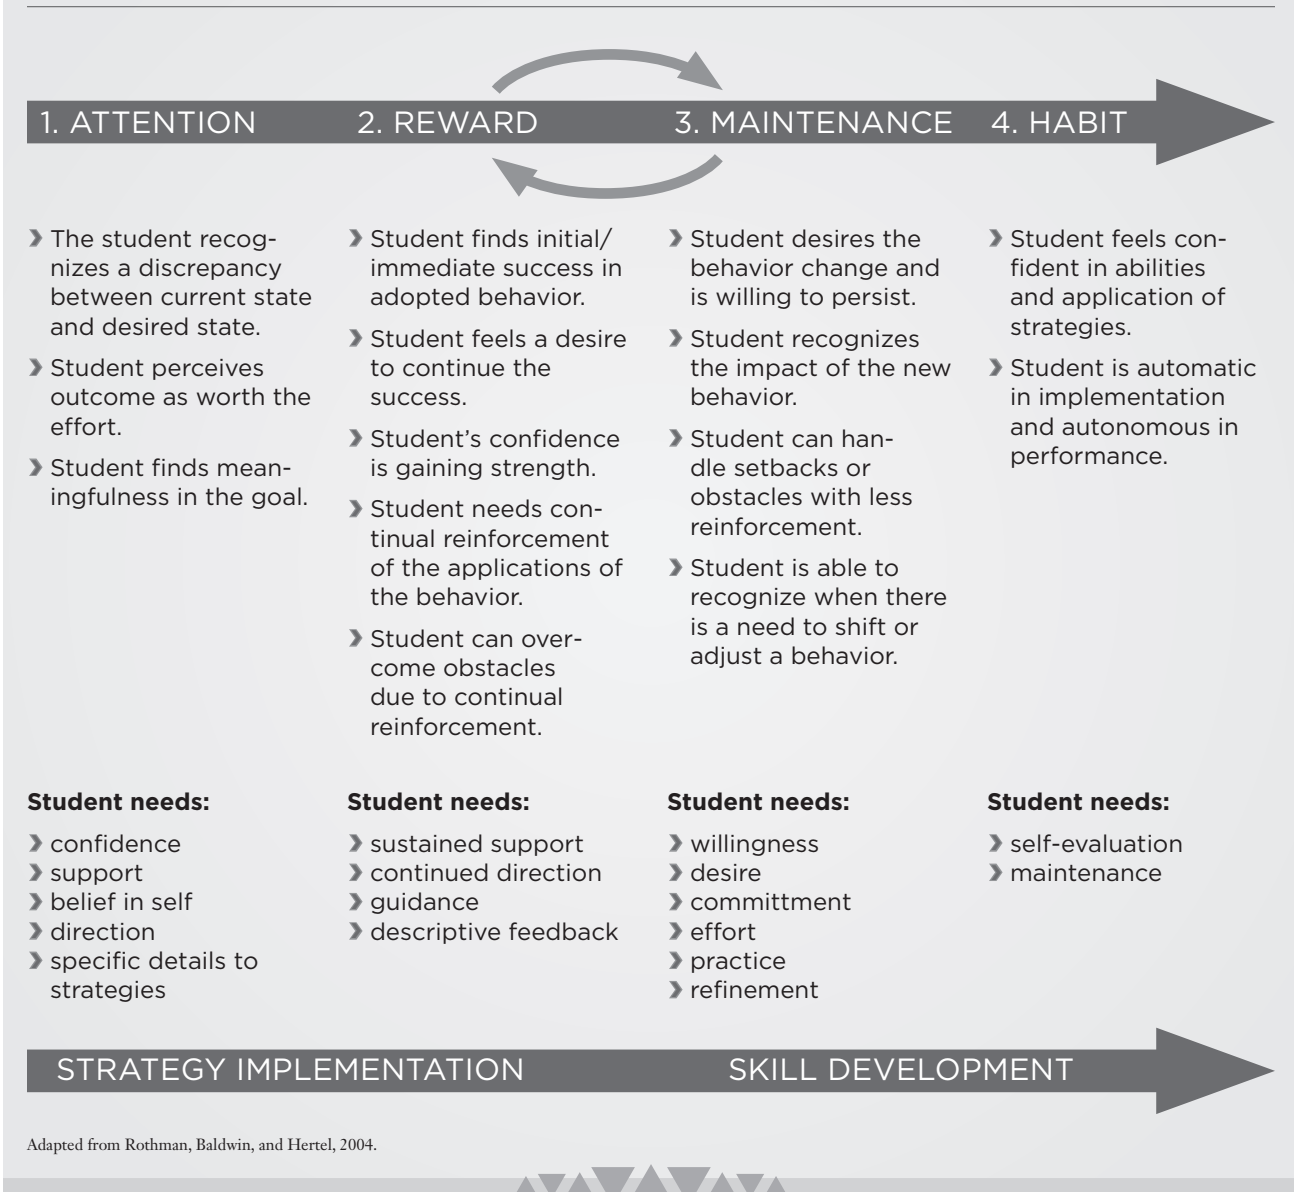 1. ATTENTION
2. REWARD
3. MAINTENANCE
4. HABIT
❯ The student recog-
nizes a discrepancy
between current state
and desired state.
❯ Student perceives
outcome as worth the
effort.
❯ Student finds mean-
ingfulness in the goal.
❯ Student finds initial/
immediate success in
adopted behavior.
❯ Student feels a desire
to continue the
success.
❯ Student’s confidence
is gaining strength.
❯ Student needs con-
tinual reinforcement
of the applications of
the behavior.
❯ Student can over-
come obstacles
due to continual
reinforcement.
❯ Student desires the
behavior change and
is willing to persist.
❯ Student recognizes
the impact of the new
behavior.
❯ Student can han-
dle setbacks or
obstacles with less
reinforcement.
❯ Student is able to
recognize when there
is a need to shift or
adjust a behavior.
❯ Student feels con-
fident in abilities
and application of
strategies.
❯ Student is automatic
in implementation
and autonomous in
performance.
Student needs:
❯ confidence
❯ support
❯ belief in self
❯ direction
❯ specific details to
strategies
Student needs:
❯ sustained support
❯ continued direction
❯ guidance
❯ descriptive feedback
Student needs:
❯ willingness
❯ desire
❯ committment
❯ effort
❯ practice
❯ refinement
Student needs:
❯ self-evaluation
❯ maintenance
STRATEGY IMPLEMENTATION
SKILL DEVELOPMENT
Adapted from Rothman, Baldwin, and Hertel, 2004.